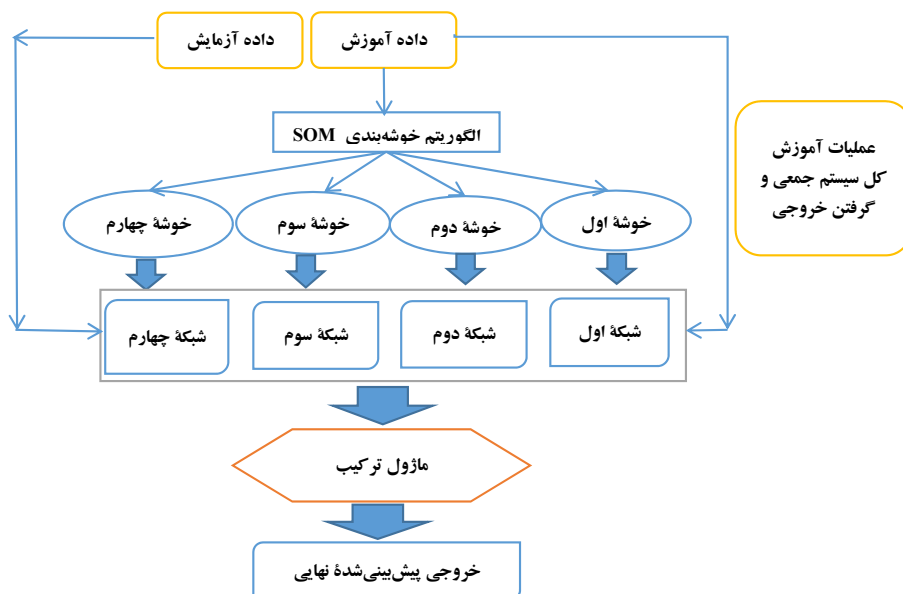 داده آموزش
داده آزمایش
الگوریتم خوشه‌بندی SOM
عملیات آموزش
کل سیستم جمعی و
گرفتن خروجی
خوشهٔ اول
خوشهٔ دوم
خوشهٔ سوم
خوشهٔ چهارم
شبکهٔ اول
شبکهٔ دوم
شبکهٔ سوم
شبکهٔ چهارم
ماژول ترکیب
خروجی پیش‌بینی‌شدهٔ نهایی